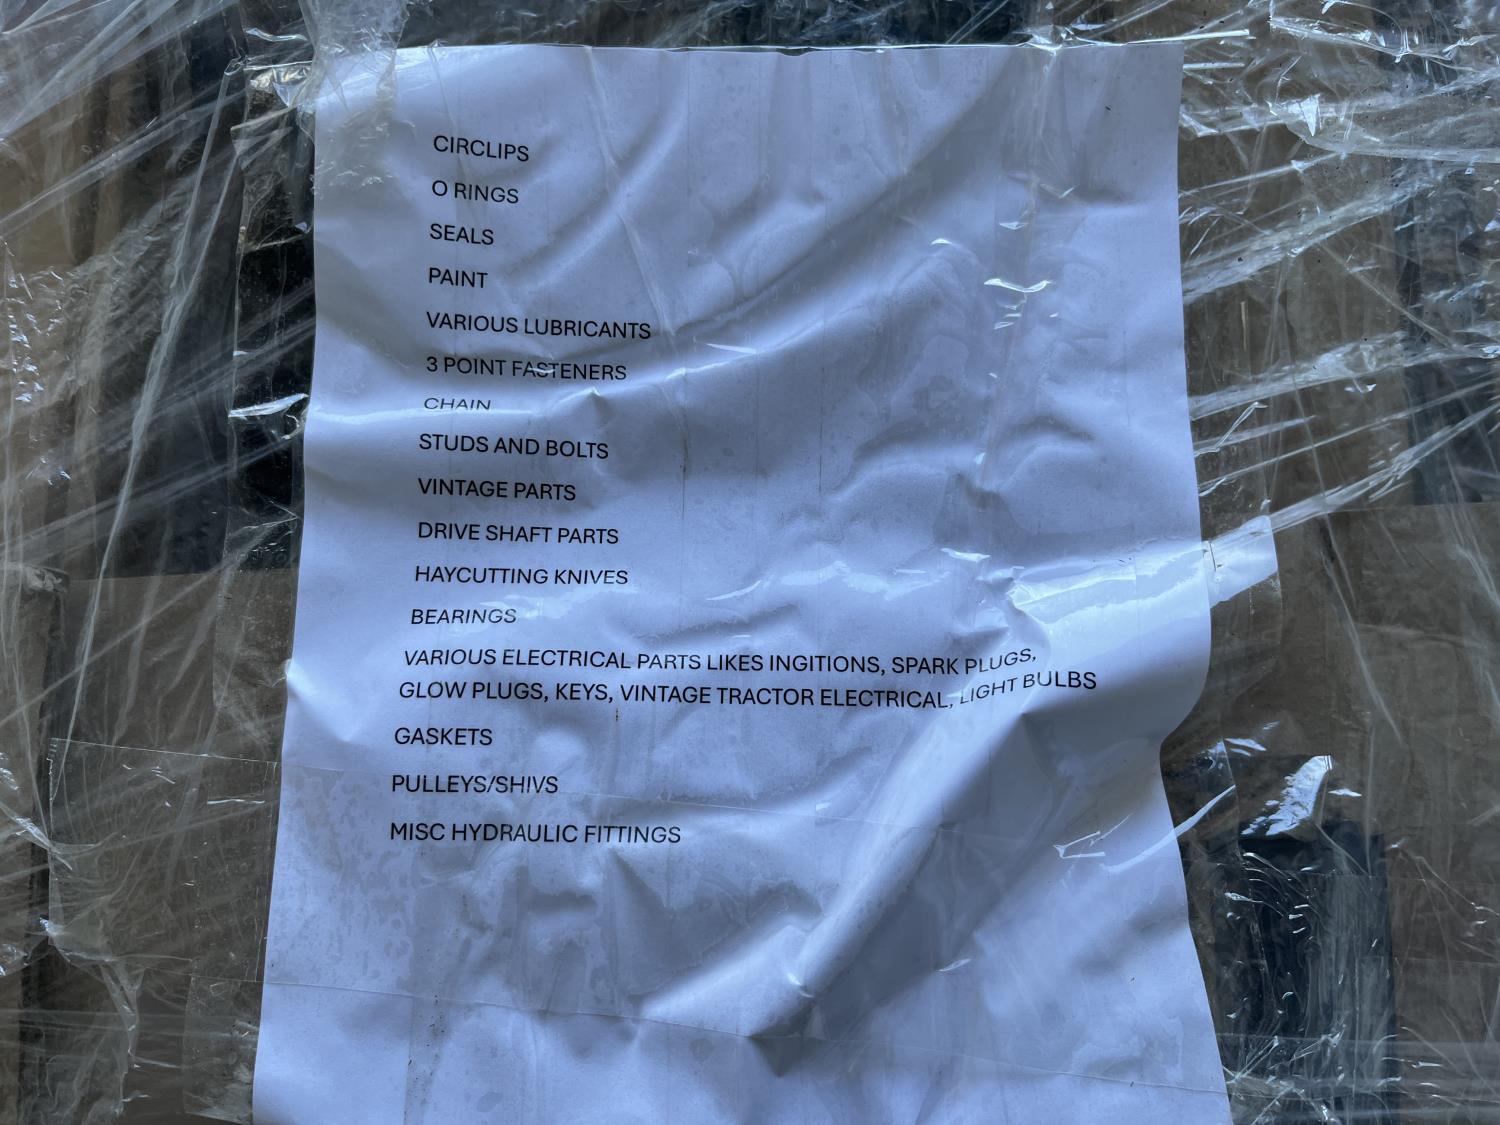 CIRCLIPS
O RINGS
SEALS
PAINT
VARIOUS LUBRICANTS
3 POINT FASTENERS
CHAIN
STUDS AND BOLTS
VINTAGE PARTS
DRIVE SHAFT PARTS
HAYCUTTING KNIVES
BEARINGS
VARIOUS ELECTRICAL PARTS LIKES INGITIONS, SPARK PLUGS,
GLOW PLUGS, KEYS, VINTAGE TRACTOR ELECTRICAL, LIGHT BULBS
GASKETS
PULLEYS/SHIVS
MISC HYDRAULIC FITTINGS